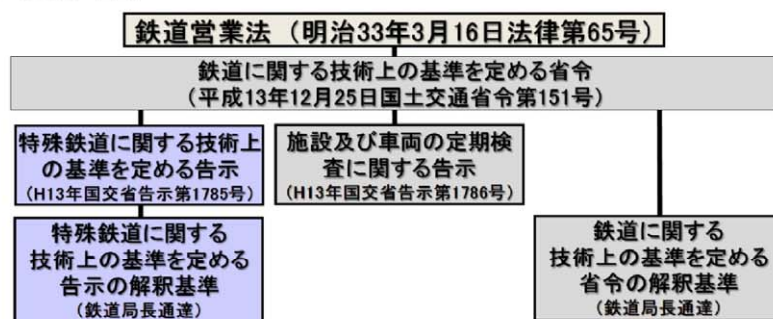 鉄道営業法（明治33年3月16日法律第65号）
鉄道に関する技術上の基準を定める省令
（平成13年12月25日国土交通省令第151号）
特殊鉄道に関する技術上
の基準を定める告示
（H13年国交省告示第1785号）
施設及び車両の定期検
査に関する告示
（H13年国交省告示第1786号）
特殊鉄道に関する
技術上の基準を定める
告示の解釈基準
（鉄道局長通達）
鉄道に関する
技術上の基準を定める
省令の解釈基準
（鉄道局長通達）